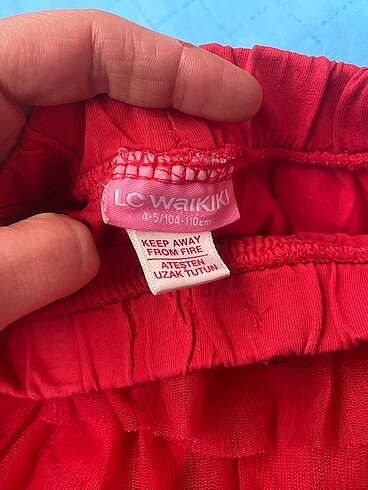 LC WAIKIKI
4-5/104-110cm
KEEP AWAY
FROM FIRE
ATEŞTEN
UZAK TUTUN